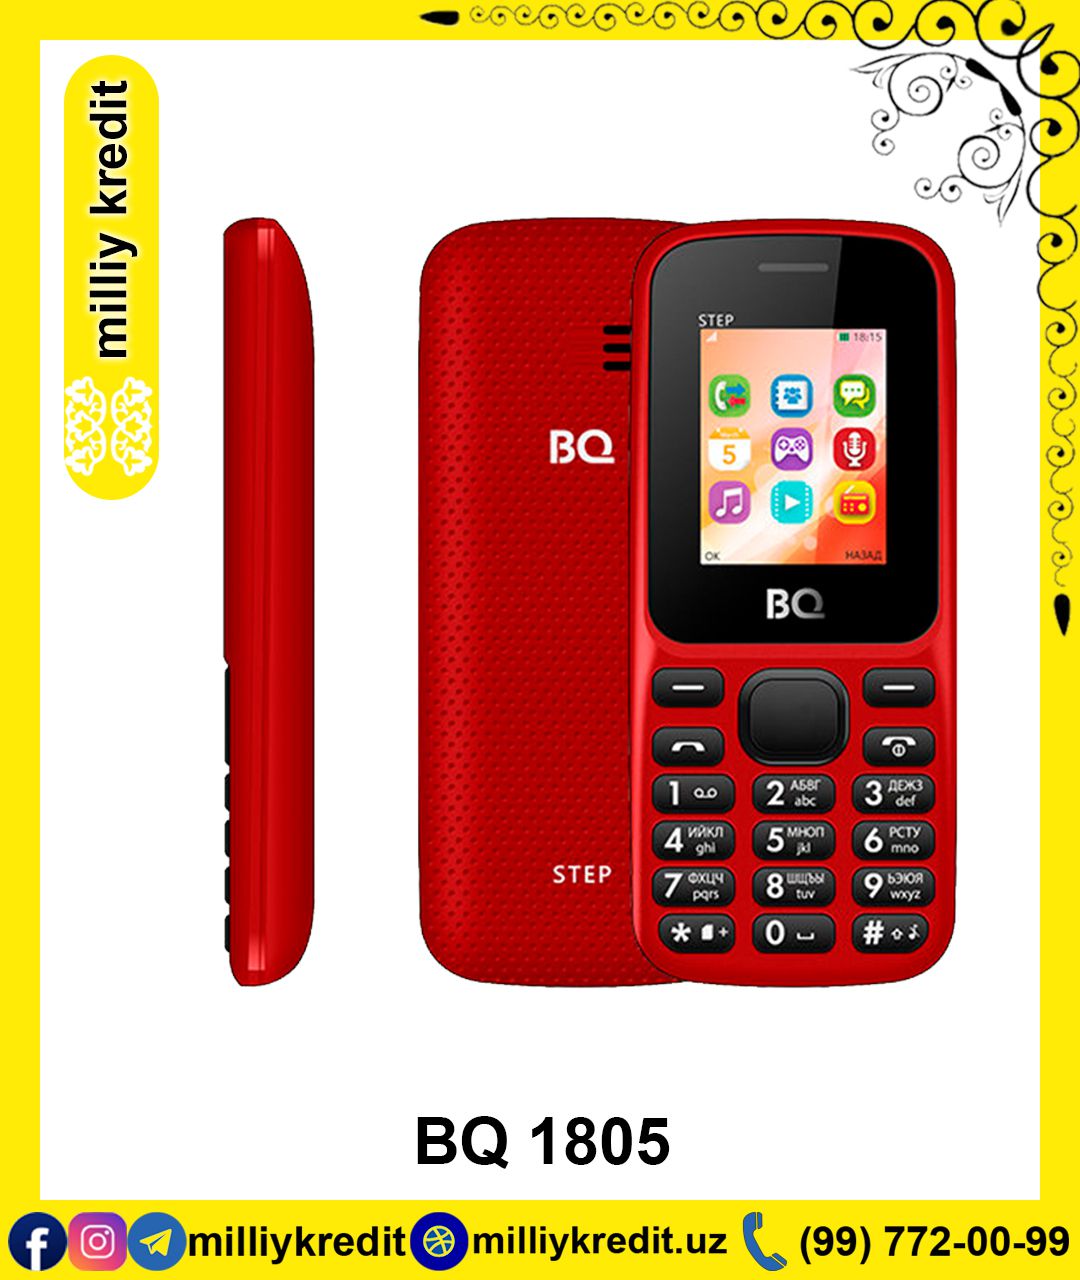 milliy kredit
STEP
18:15
March
5
OK НАЗАД
BQ
BQ
STEP
1
2 АБВГ abc
3 ДЕЖЗ def
4 ИЙКЛ ghi
5 МНОП jkl
6 РСТУ mno
7 ФХЦЧ pqrs
8 ШЩЪЫ tuv
9 ЬЭЮЯ wxyz
* +
0
#
BQ 1805
milliykredit milliykredit.uz (99) 772-00-99